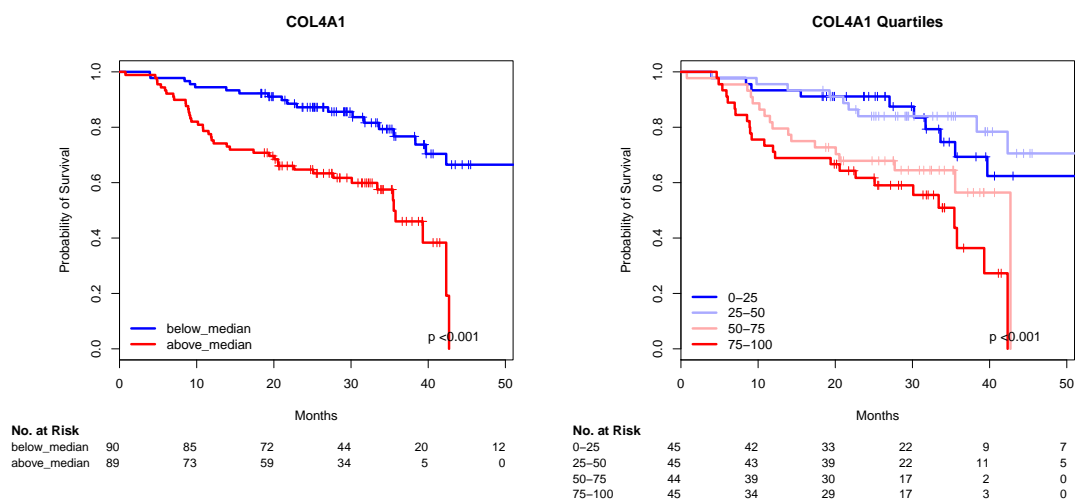 COL4A1
1.0
0.8
0.6
0.4
0.2
0.0
Probability of Survival
below_median
above_median
p <0.001
0 10 20 30 40 50
Months
No. at Risk
below_median 90 85 72 44 20 12
above_median 89 73 59 34 5 0
COL4A1 Quartiles
1.0
0.8
0.6
0.4
0.2
0.0
Probability of Survival
0−25
25−50
50−75
75−100
p <0.001
0 10 20 30 40 50
Months
No. at Risk
0−25 45 42 33 22 9 7
25−50 45 43 39 22 11 5
50−75 44 39 30 17 2 0
75−100 45 34 29 17 3 0